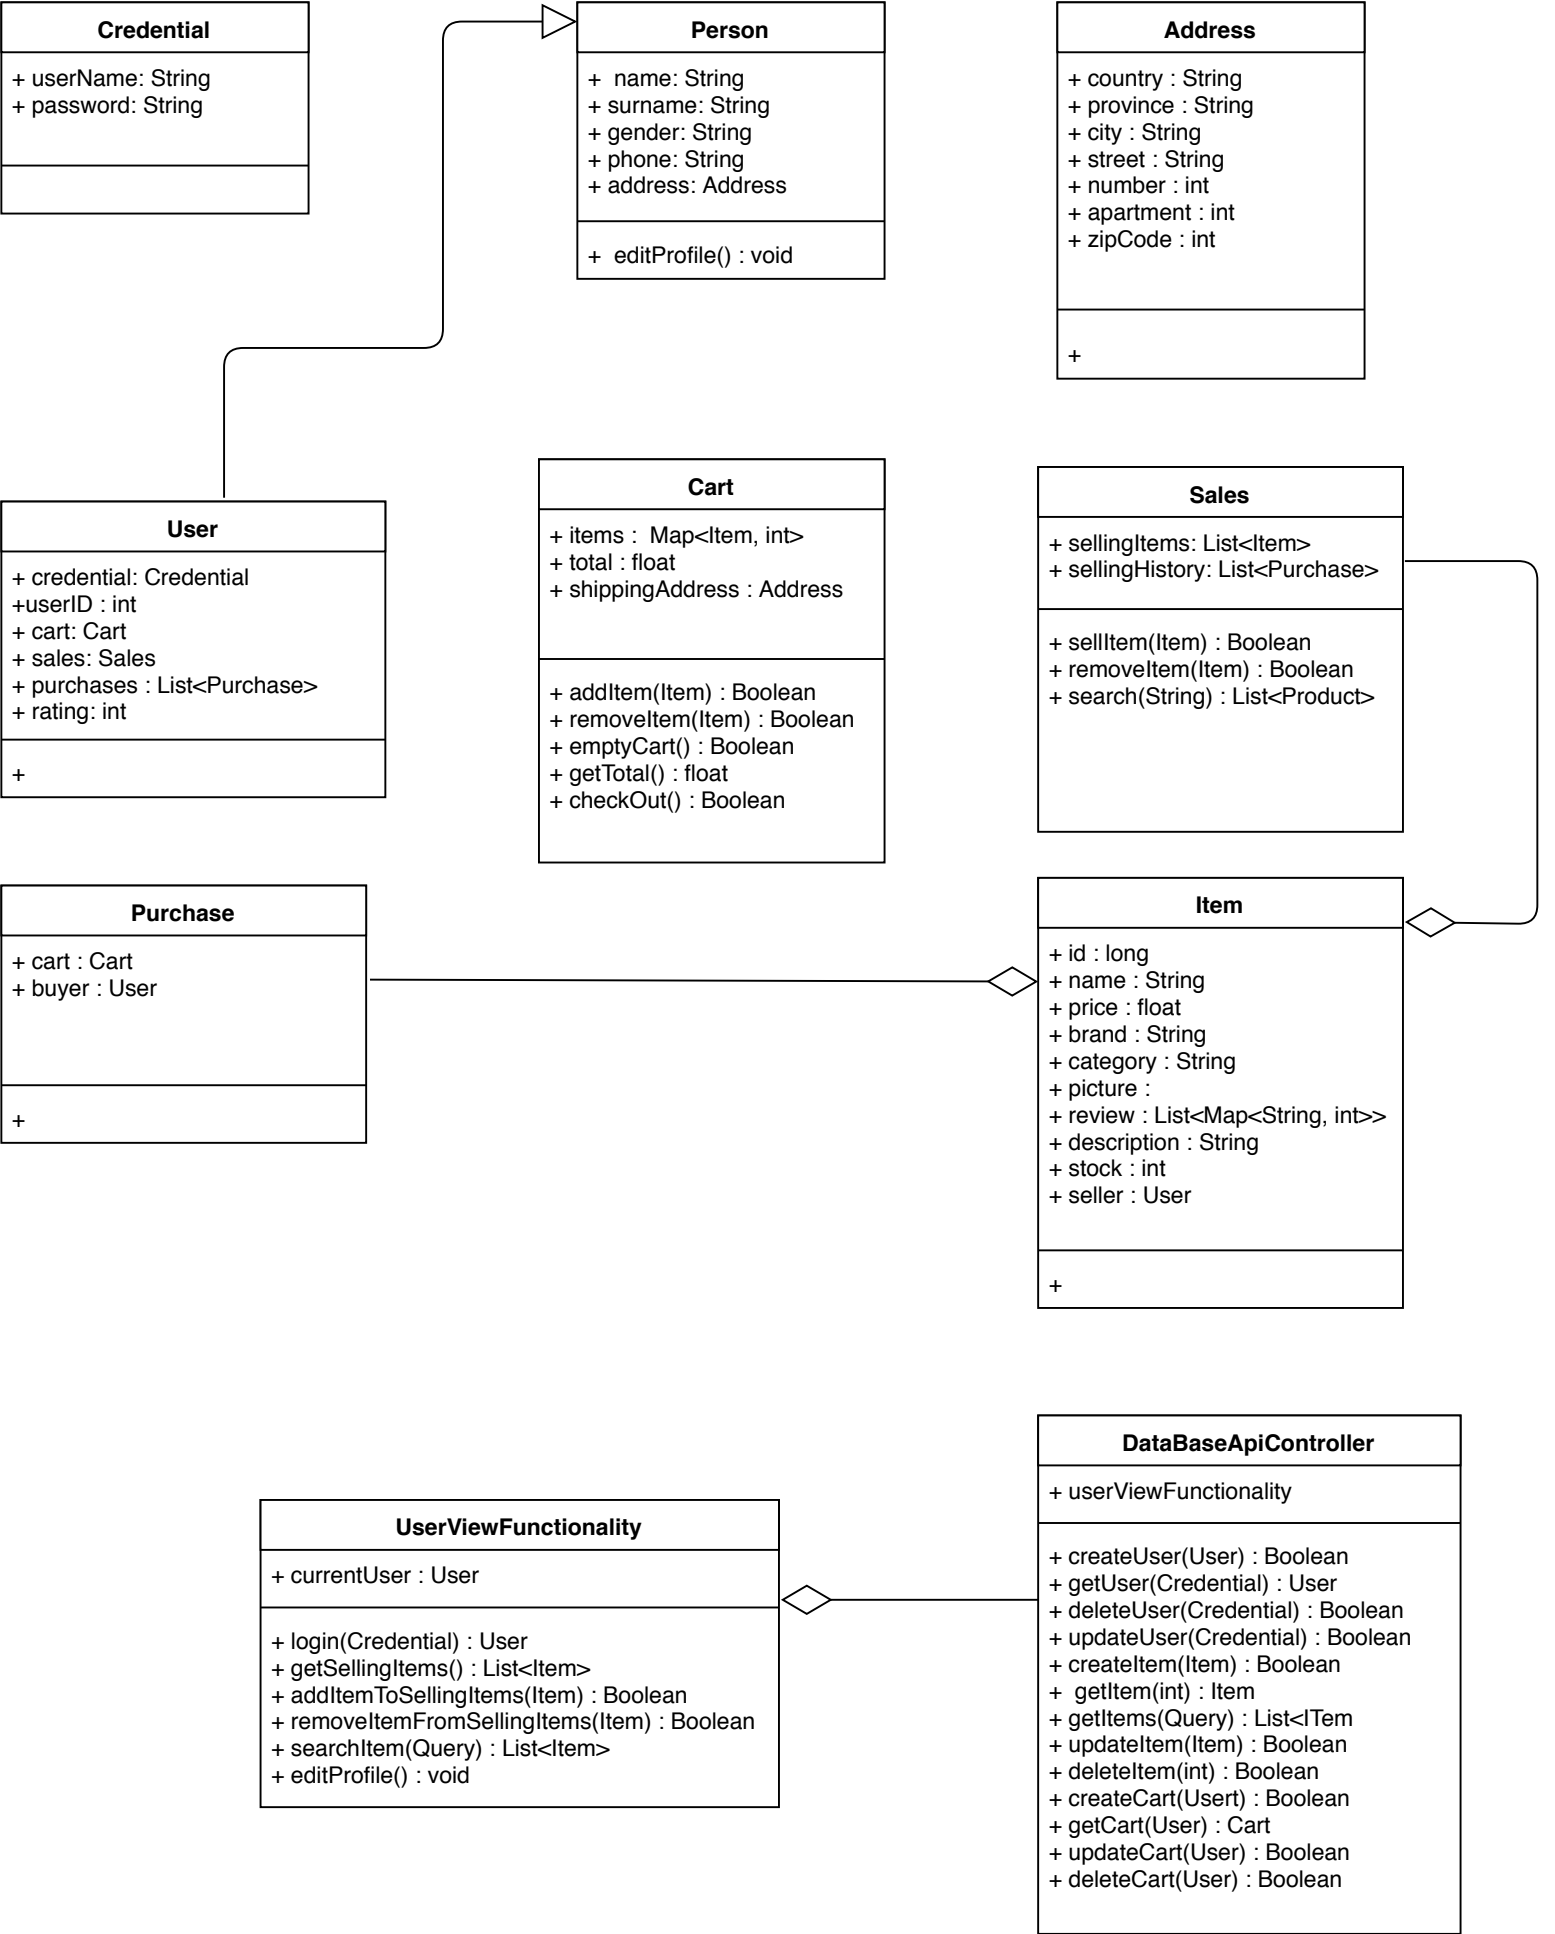 Credential
+ userName: String
+ password: String
Person
+  name: String
+ surname: String
+ gender: String
+ phone: String
+ address: Address
+  editProfile() : void
Address
+ country : String
+ province : String
+ city : String
+ street : String
+ number : int
+ apartment : int
+ zipCode : int
+
User
+ credential: Credential
+userID : int
+ cart: Cart
+ sales: Sales
+ purchases : List<Purchase>
+ rating: int
+
Cart
+ items :  Map<Item, int>
+ total : float
+ shippingAddress : Address
+ addItem(Item) : Boolean
+ removeItem(Item) : Boolean
+ emptyCart() : Boolean
+ getTotal() : float
+ checkOut() : Boolean
Sales
+ sellingItems: List<Item>
+ sellingHistory: List<Purchase>
+ sellItem(Item) : Boolean
+ removeItem(Item) : Boolean
+ search(String) : List<Product>
Purchase
+ cart : Cart
+ buyer : User
+
Item
+ id : long
+ name : String
+ price : float
+ brand : String
+ category : String
+ picture :
+ review : List<Map<String, int>>
+ description : String
+ stock : int
+ seller : User
+
UserViewFunctionality
+ currentUser : User
+ login(Credential) : User
+ getSellingItems() : List<Item>
+ addItemToSellingItems(Item) : Boolean
+ removeItemFromSellingItems(Item) : Boolean
+ searchItem(Query) : List<Item>
+ editProfile() : void
DataBaseApiController
+ userViewFunctionality
+ createUser(User) : Boolean
+ getUser(Credential) : User
+ deleteUser(Credential) : Boolean
+ updateUser(Credential) : Boolean
+ createItem(Item) : Boolean
+  getItem(int) : Item
+ getItems(Query) : List<ITem
+ updateItem(Item) : Boolean
+ deleteItem(int) : Boolean
+ createCart(Usert) : Boolean
+ getCart(User) : Cart
+ updateCart(User) : Boolean
+ deleteCart(User) : Boolean